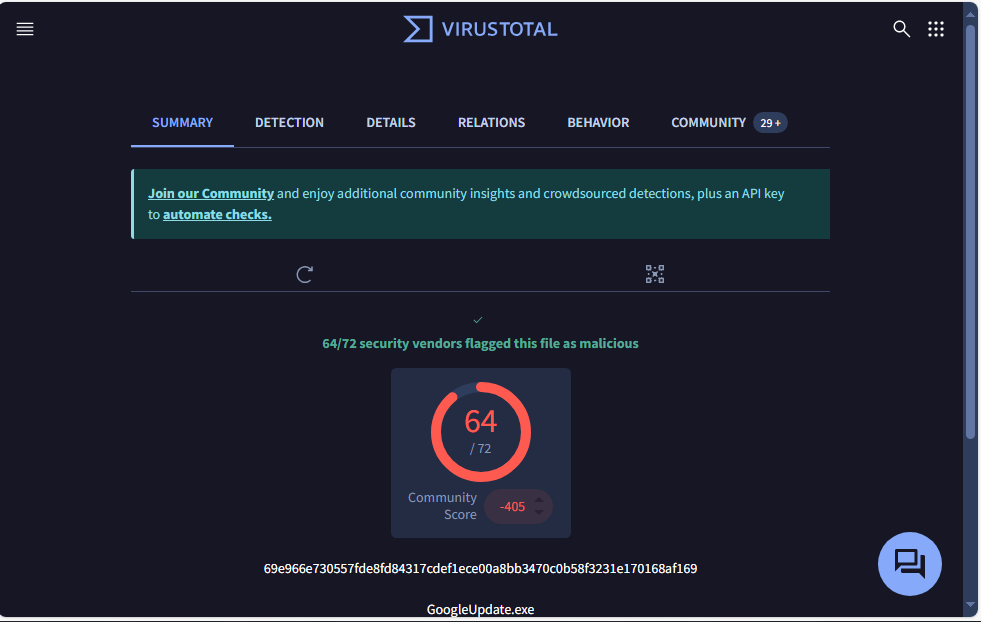 VIRUSTOTAL
SUMMARY
DETECTION
DETAILS
RELATIONS
BEHAVIOR
COMMUNITY
29+
Join our Community and enjoy additional community insights and crowdsourced detections, plus an API key
to automate checks.
64/72 security vendors flagged this file as malicious
64
/ 72
Community
Score
-405
69e966e730557fde8fd84317cdef1ece00a8bb3470c0b58f3231e170168af169
GoogleUpdate.exe